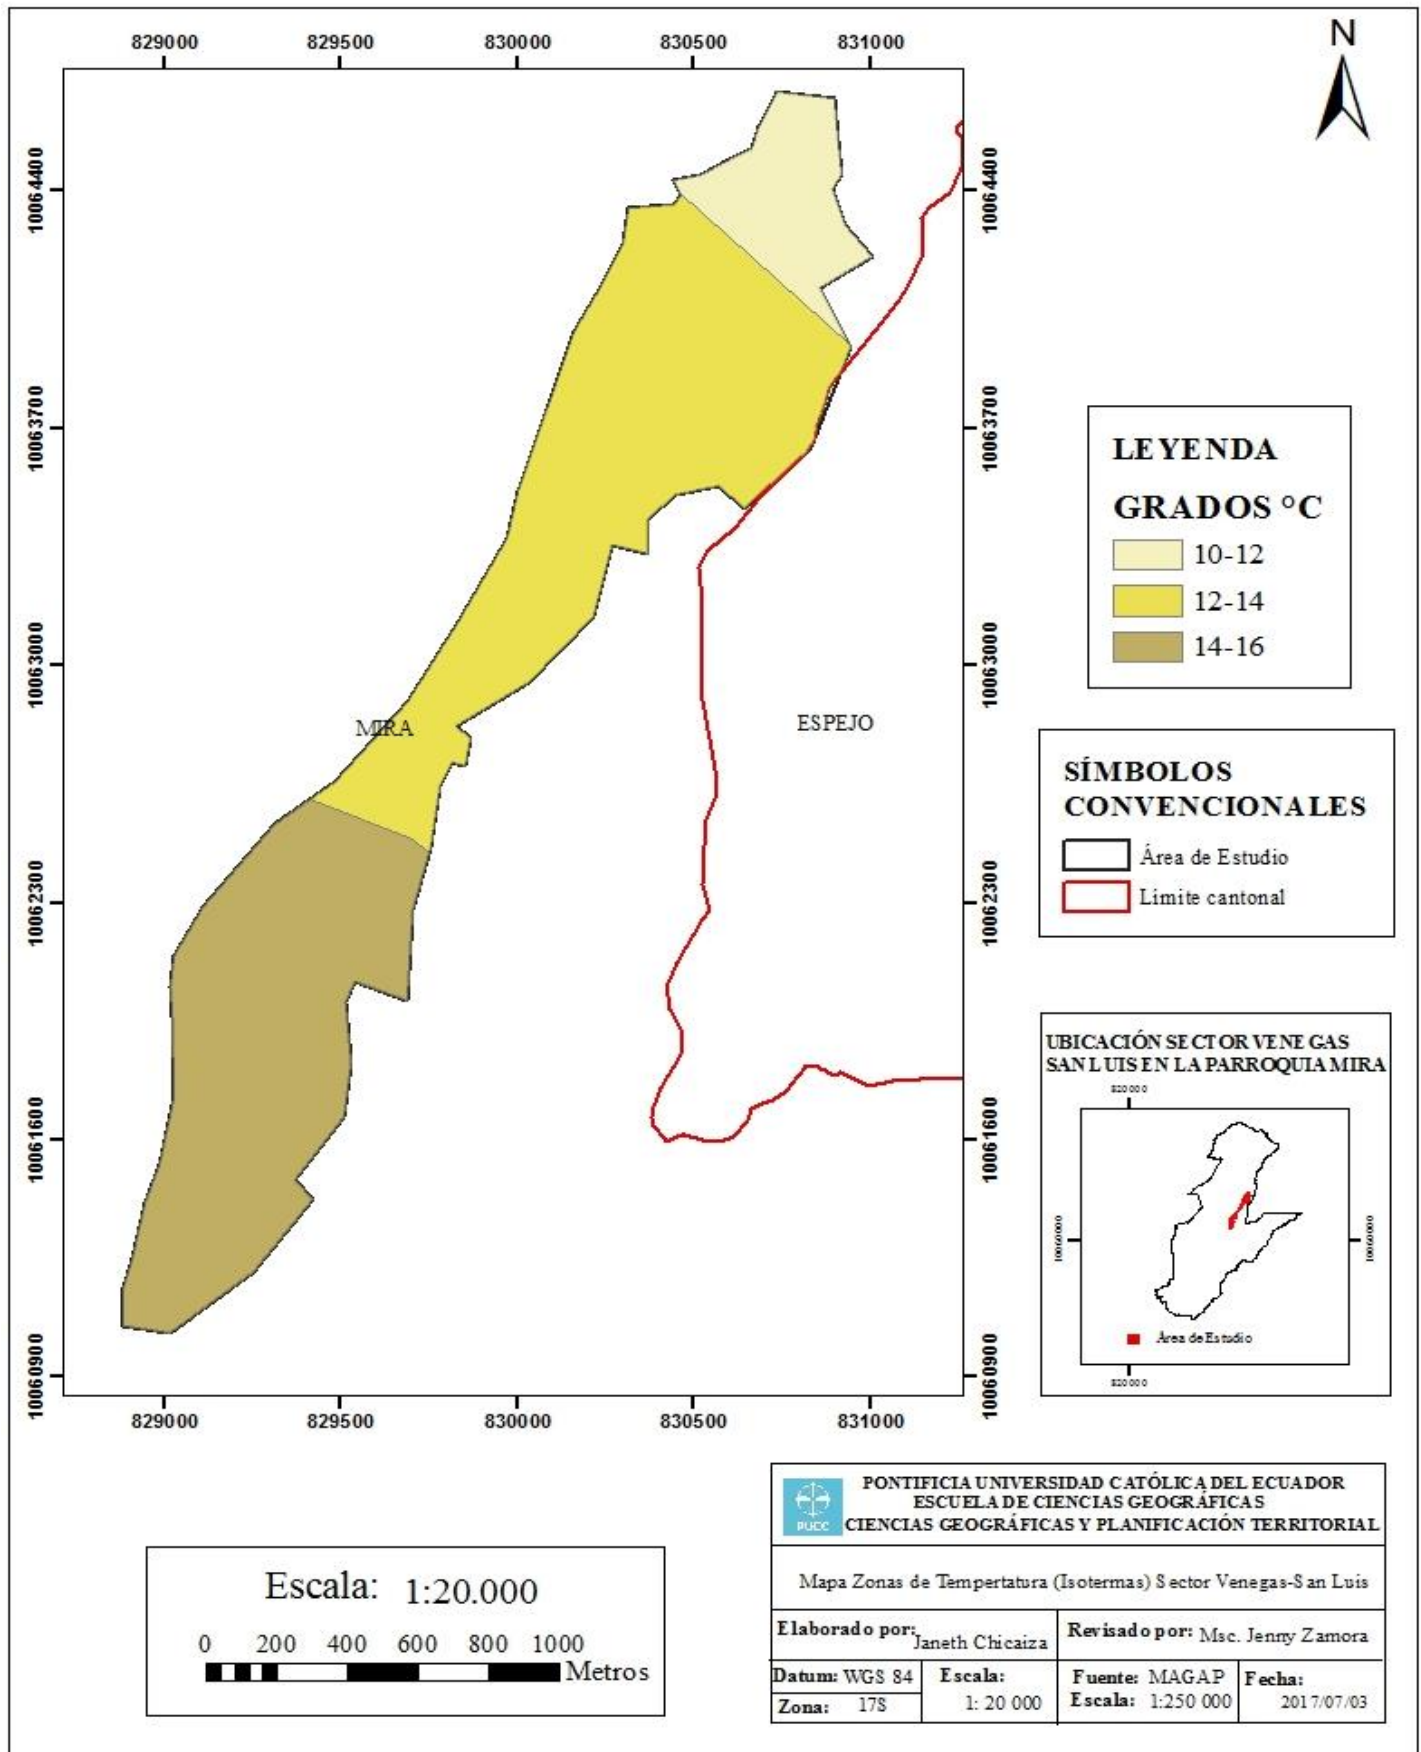 829000 829500 830000 830500 831000
N
10064400 10064400
10063700 10063700
10063000 10063000
10062300 10062300
10061600 10061600
10060900 10060900
MIRA
ESPEJO
829000 829500 830000 830500 831000
LEYENDA
GRADOS °C
10-12
12-14
14-16
SÍMBOLOS
CONVENCIONALES
Área de Estudio
Limite cantonal
UBICACIÓN SECTOR VENEGAS
SAN LUIS EN LA PARROQUIA MIRA
820000
10060000 10060000
Área de Estudio
820000
Escala: 1:20.000
0 200 400 600 800 1000
Metros
PUCE
PONTIFICIA UNIVERSIDAD CATÓLICA DEL ECUADOR
ESCUELA DE CIENCIAS GEOGRÁFICAS
CIENCIAS GEOGRÁFICAS Y PLANIFICACIÓN TERRITORIAL
Mapa Zonas de Tempertatura (Isotermas) Sector Venegas-San Luis
Elaborado por: Janeth Chicaiza
Revisado por: Msc. Jenny Zamora
Datum: WGS 84
Zona: 17S
Escala:
1: 20 000
Fuente: MAGAP
Escala: 1:250 000
Fecha:
2017/07/03